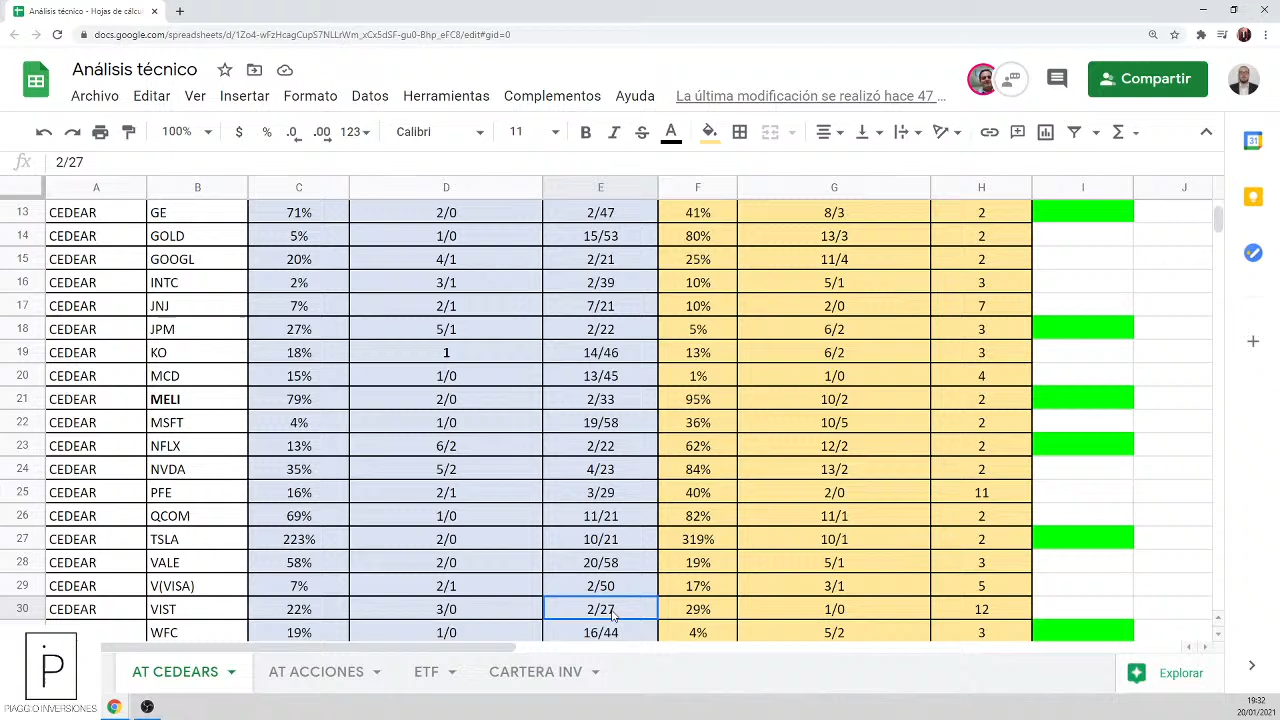 Análisis técnico - Hojas de cálcu
docs.google.com/spreadsheets/d/1Zo4-wFzHcagCupS7NLLrWm_xCx5dSF-gu0-Bhp_eFC8/edit#gid=0
Análisis técnico
Compartir
Archivo Editar Ver Insertar mato Datos Herramientas Complementos Ayuda La última modificación se realizó hace 47 ...
100% $ % .0 .00 123 Calibri 11 B I S A
fx 2/27
A B C D E F G H I J
13 CEDEAR GE 71% 2/0 2/47 41% 8/3 2
14 CEDEAR GOLD 5% 1/0 15/53 80% 13/3 2
15 CEDEAR GOOGL 20% 4/1 2/21 25% 11/4 2
16 CEDEAR INTC 2% 3/1 2/39 10% 5/1 3
17 CEDEAR JNJ 7% 2/1 7/21 10% 2/0 7
18 CEDEAR JPM 27% 5/1 2/22 5% 6/2 3
19 CEDEAR KO 18% 1 14/46 13% 6/2 3
20 CEDEAR MCD 15% 1/0 13/45 1% 1/0 4
21 CEDEAR MELI 79% 2/0 2/33 95% 10/2 2
22 CEDEAR MSFT 4% 1/0 19/58 36% 10/5 2
23 CEDEAR NFLX 13% 6/2 2/22 62% 12/2 2
24 CEDEAR NVDA 35% 5/2 4/23 84% 13/2 2
25 CEDEAR PFE 16% 2/1 3/29 40% 2/0 11
26 CEDEAR QCOM 69% 1/0 11/21 82% 11/1 2
27 CEDEAR TSLA 223% 2/0 10/21 319% 10/1 2
28 CEDEAR VALE 58% 2/0 20/58 19% 5/1 3
29 CEDEAR V(VISA) 7% 2/1 2/50 17% 3/1 5
30 CEDEAR VIST 22% 3/0 2/27 29% 1/0 12
WFC 19% 1/0 16/44 4% 5/2 3
AT CEDEARS AT ACCIONES ETF CARTERA INV Explorar
iP
PIAGGIO INVERSIONES
31
19:32
20/01/2021